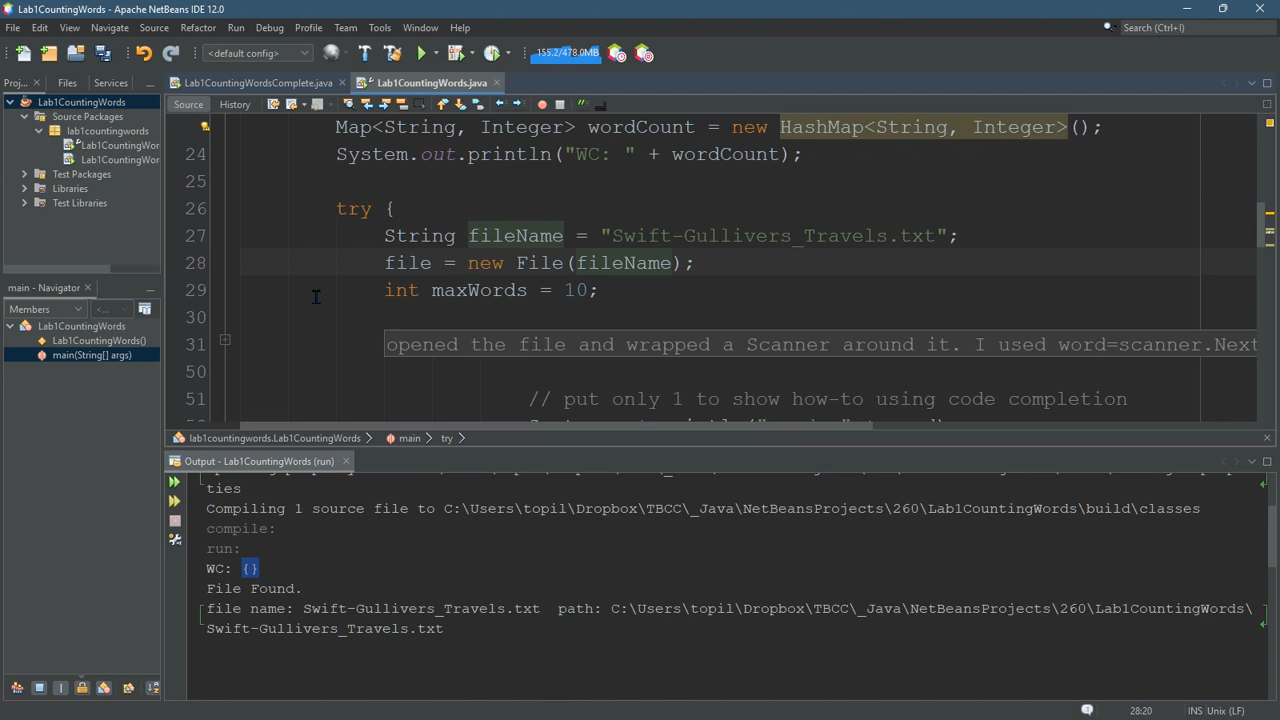 Lab1CountingWords - Apache NetBeans IDE 12.0
File Edit View Navigate Source Refactor Run Debug Profile Team Tools Window Help
Search (Ctrl+I)
<default config>
155.2/478.0MB
Proj... Files Services
Lab1CountingWordsComplete.java
Lab1CountingWords.java
Lab1CountingWords
Source Packages
lab1countingwords
Lab1CountingWor
Lab1CountingWor
Test Packages
Libraries
Test Libraries
Source History
Map<String, Integer> wordCount = new HashMap<String, Integer>();
24 System.out.println("WC: " + wordCount);
25
26 try {
27 String fileName = "Swift-Gullivers_Travels.txt";
28 file = new File(fileName);
29 int maxWords = 10;
30
31 opened the file and wrapped a Scanner around it. I used word=scanner.Next
50
51 // put only 1 to show how-to using code completion
main - Navigator
Members
<...
Lab1CountingWords
Lab1CountingWords()
main(String[] args)
lab1countingwords.Lab1CountingWords
main
try
Output - Lab1CountingWords (run)
ties
Compiling 1 source file to C:\Users\topil\Dropbox\TBCC\_Java\NetBeansProjects\260\Lab1CountingWords\build\classes
compile:
run:
WC: {}
File Found.
file name: Swift-Gullivers_Travels.txt path: C:\Users\topil\Dropbox\TBCC\_Java\NetBeansProjects\260\Lab1CountingWords\
Swift-Gullivers_Travels.txt
28:20
INS Unix (LF)